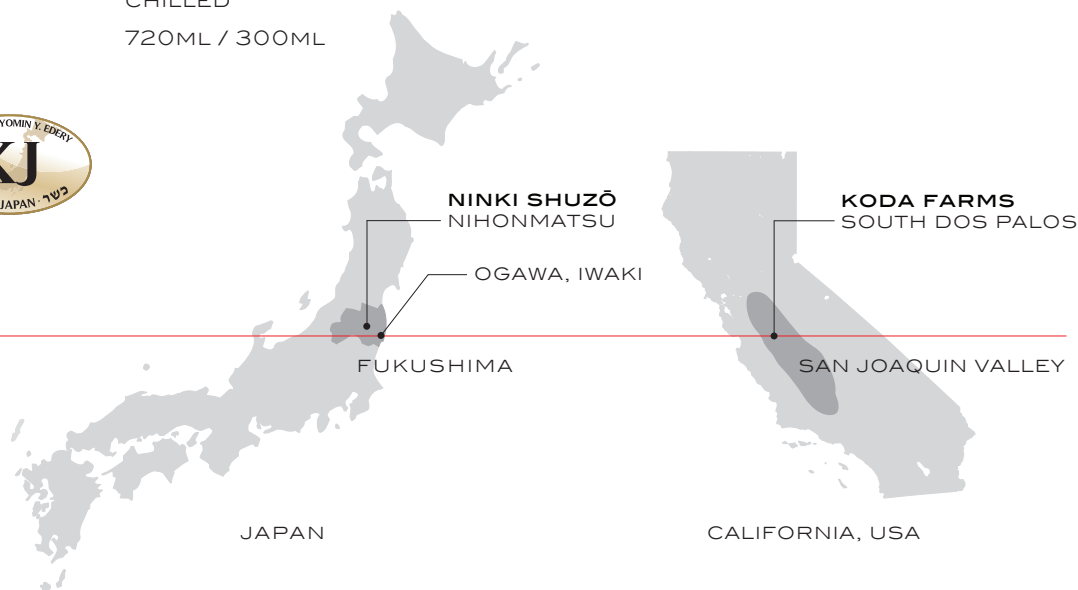 CHILLED
720ML / 300ML
YOMIN Y. EDERY
KJ
JAPAN · כשר
NINKI SHUZŌ
NIHONMATSU
OGAWA, IWAKI
FUKUSHIMA
JAPAN
KODA FARMS
SOUTH DOS PALOS
SAN JOAQUIN VALLEY
CALIFORNIA, USA